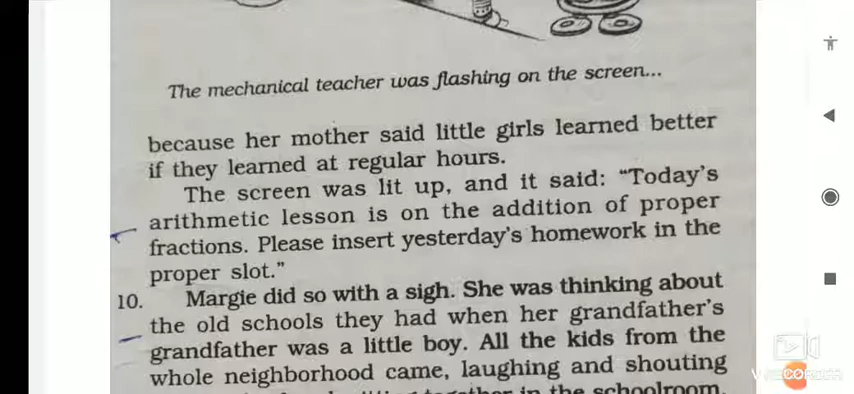 The mechanical teacher was flashing on the screen...
because her mother said little girls learned better
if they learned at regular hours.
The screen was lit up, and it said: “Today’s
arithmetic lesson is on the addition of proper
fractions. Please insert yesterday’s homework in the
proper slot.”
10. Margie did so with a sigh. She was thinking about
the old schools they had when her grandfather’s
grandfather was a little boy. All the kids from the
whole neighborhood came, laughing and shouting
in the schoolroom,